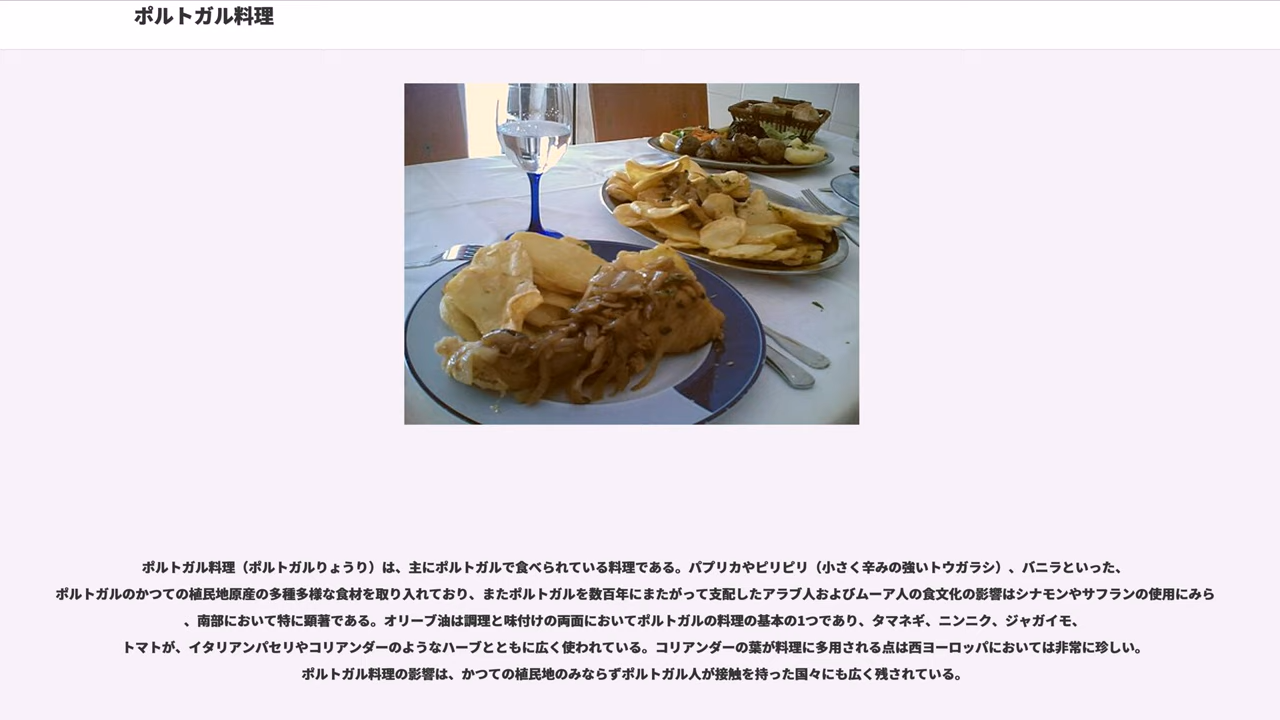 ポルトガル料理
ポルトガル料理（ポルトガルりょうり）は、主にポルトガルで食べられている料理である。パプリカやピリピリ（小さく辛みの強いトウガラシ）、バニラといった、
ポルトガルのかつての植民地原産の多種多様な食材を取り入れており、またポルトガルを数百年にまたがって支配したアラブ人およびムーア人の食文化の影響はシナモンやサフランの使用にみら
、南部において特に顕著である。オリーブ油は調理と味付けの両面においてポルトガルの料理の基本の1つであり、タマネギ、ニンニク、ジャガイモ、
トマトが、イタリアンパセリやコリアンダーのようなハーブとともに広く使われている。コリアンダーの葉が料理に多用される点は西ヨーロッパにおいては非常に珍しい。
ポルトガル料理の影響は、かつての植民地のみならずポルトガル人が接触を持った国々にも広く残されている。